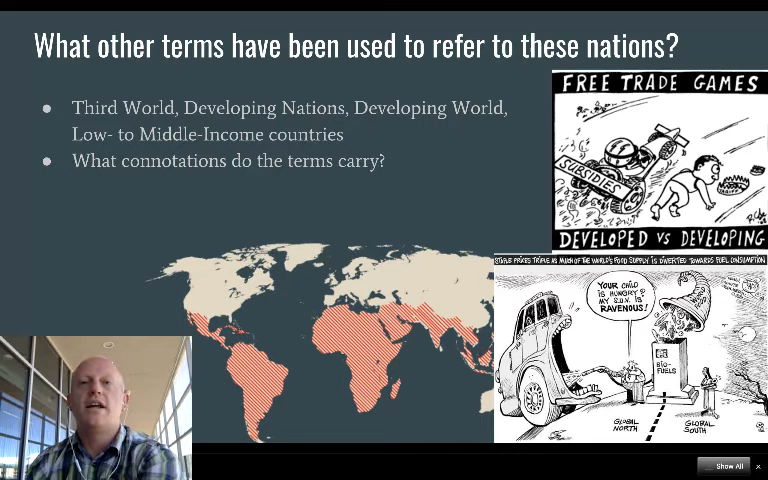 What other terms have been used to refer to these nations?
● Third World, Developing Nations, Developing World,
Low- to Middle-Income countries
● What connotations do the terms carry?
FREE TRADE GAMES
SUBSIDIES
TARIFF
DEVELOPED VS DEVELOPING
STAPLE PRICES TRIPLE AS MUCH OF THE WORLD'S FOOD SUPPLY IS DIVERTED TOWARDS FUEL CONSUMPTION
YOUR CHILD
IS HUNGRY?
MY S.U.V. IS
RAVENOUS!
BIO-
FUELS
GLOBAL
NORTH
GLOBAL
SOUTH
Show All